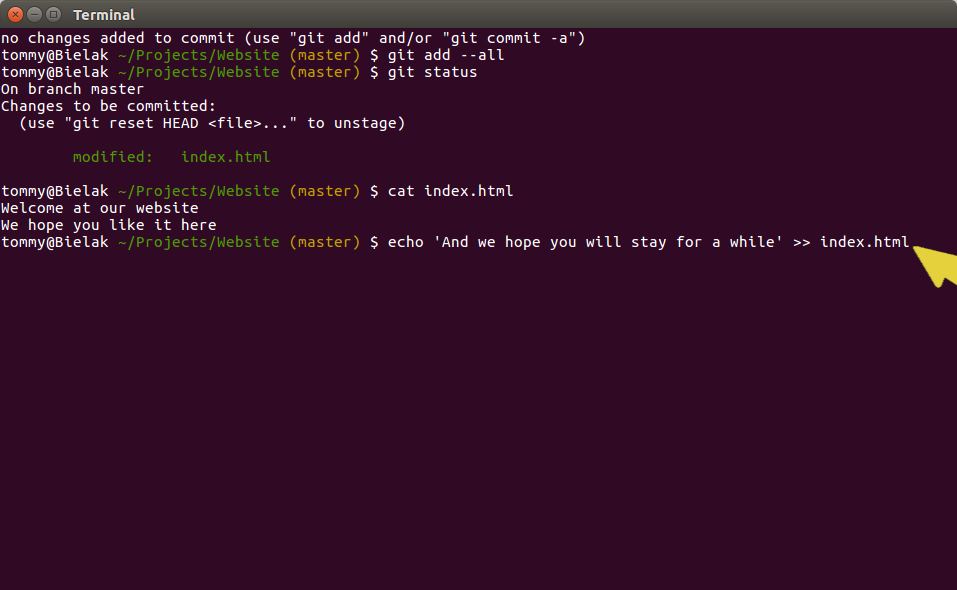 Terminal
no changes added to commit (use "git add" and/or "git commit -a")
tommy@Bielak ~/Projects/Website (master) $ git add --all
tommy@Bielak ~/Projects/Website (master) $ git status
On branch master
Changes to be committed:
  (use "git reset HEAD <file>..." to unstage)
        modified:   index.html
tommy@Bielak ~/Projects/Website (master) $ cat index.html
Welcome at our website
We hope you like it here
tommy@Bielak ~/Projects/Website (master) $ echo 'And we hope you will stay for a while' >> index.html